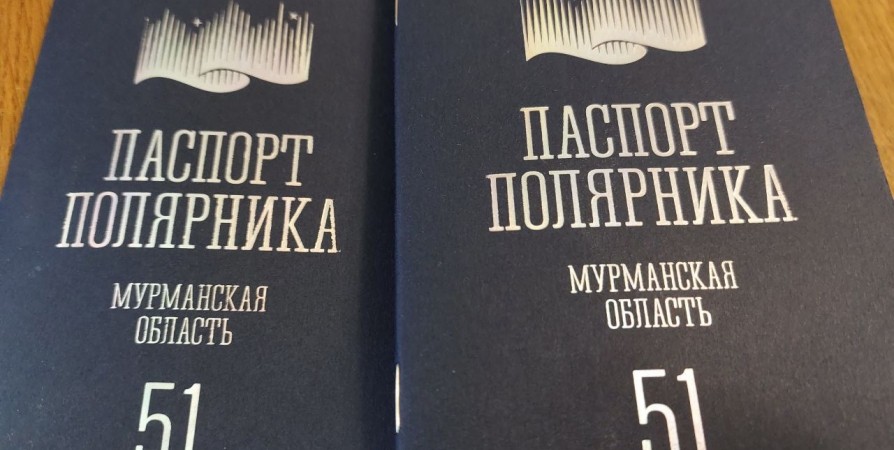 ПАСПОРТ
ПОЛЯРНИКА
МУРМАНСКАЯ
ОБЛАСТЬ
51
ПАСПОРТ
ПОЛЯРНИКА
МУРМАНСКАЯ
ОБЛАСТЬ
51